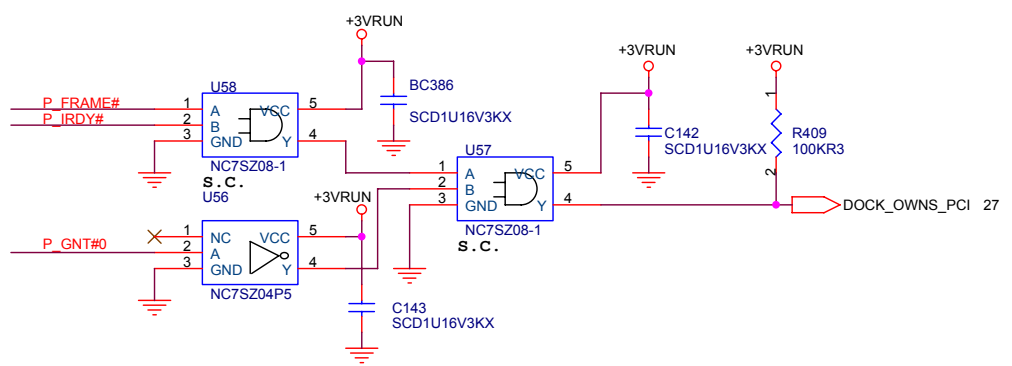 +3VRUN
U58
P_FRAME# 1 A VCC 5
P_IRDY# 2 B
3 GND Y 4
NC7SZ08-1
S.C.
BC386
SCD1U16V3KX
U56
+3VRUN
1 NC VCC 5
P_GNT#0 2 A
3 GND Y 4
NC7SZ04P5
C143
SCD1U16V3KX
+3VRUN
U57
1 A VCC 5
2 B
3 GND Y 4
NC7SZ08-1
S.C.
C142
SCD1U16V3KX
+3VRUN
1
R409
100KR3
2
DOCK_OWNS_PCI 27